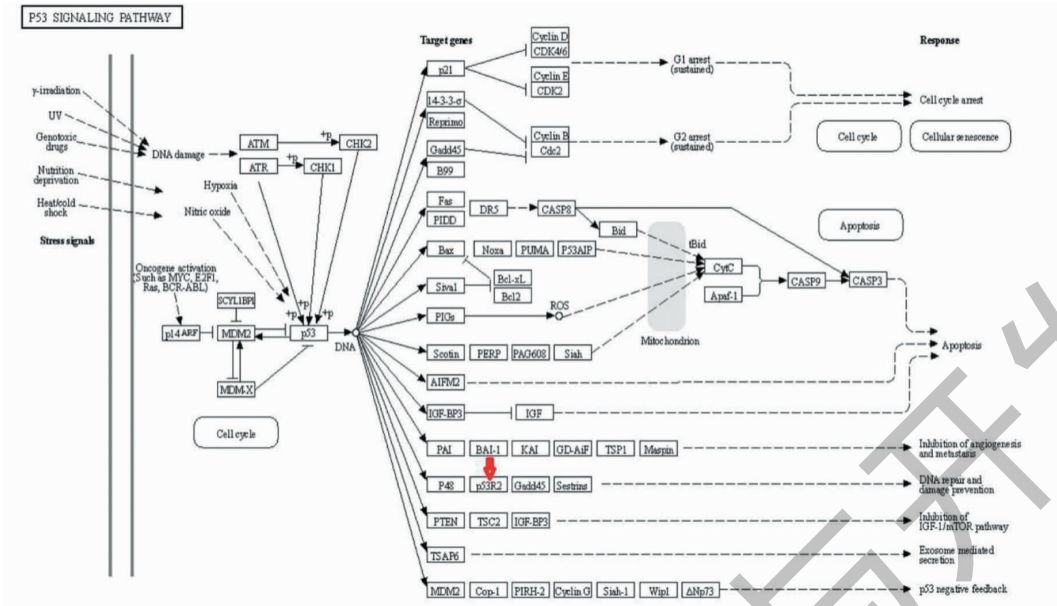 P53 SIGNALING PATHWAY
Target genes
Response
γ-irradiation
UV
Genotoxic
drugs
Nutrition
deprivation
Heat/cold
shock
Stress signals
DNA damage
ATM
+p
CHK2
ATR
+p
CHK1
Hypoxia
Nitric oxide
Oncogene activation
(Such as MYC, E2F1,
Ras, BCR-ABL)
SCYL1BP1
+p
+p
+p
p14ARF
MDM2
p53
DNA
MDM-X
Cell cycle
p21
Cyclin D
CDK4/6
Cyclin E
CDK2
G1 arrest
(sustained)
14-3-3-σ
Reprimo
Gadd45
B99
Cyclin B
Cdc2
G2 arrest
(sustained)
Cell cycle arrest
Cell cycle
Cellular senescence
Fas
PIDD
DR5
CASP8
Bid
tBid
Apoptosis
Bax
Noxa
PUMA
P53AIP
CytC
Siva1
Bcl-xL
Bcl2
Apaf-1
CASP9
CASP3
PIGs
ROS
Mitochondrion
Scotin
PERP
PAG608
Siah
Apoptosis
AIFM2
IGF-BP3
IGF
PAI
BAI-1
KAI
GD-AiF
TSP1
Maspin
Inhibition of angiogenesis
and metastasis
P48
p53R2
Gadd45
Sestrins
DNA repair and
damage prevention
PTEN
TSC2
IGF-BP3
Inhibition of
IGF-1/mTOR pathway
TSAP6
Exosome mediated
secretion
MDM2
Cop-1
PIRH-2
Cyclin G
Siah-1
Wip1
ΔNp73
p53 negative feedback